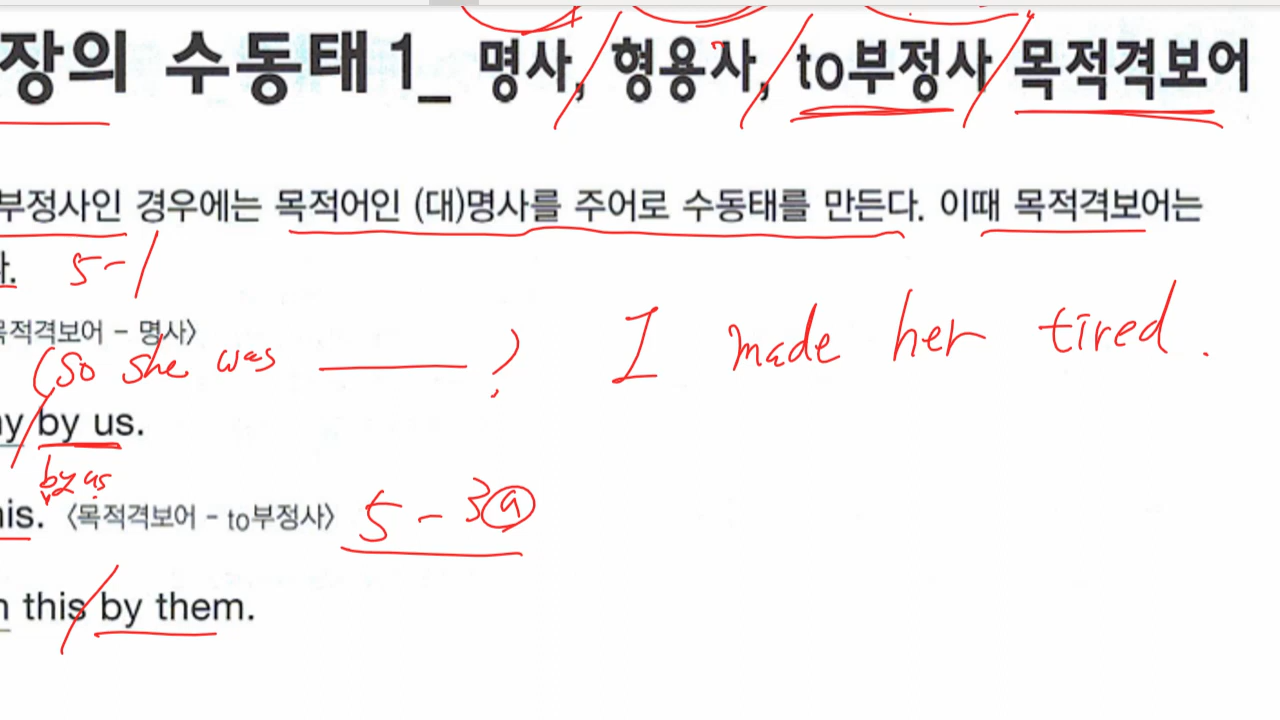 장의 수동태1_ 명사, 형용사, to부정사 목적격보어
부정사인 경우에는 목적어인 (대)명사를 주어로 수동태를 만든다. 이때 목적격보어는
다. 5-1
목적격보어 – 명사〉
(So she was ______ ? I made her tired.
by us.
by us
his. 〈목적격보어 – to부정사〉 5-3ⓐ
this by them.